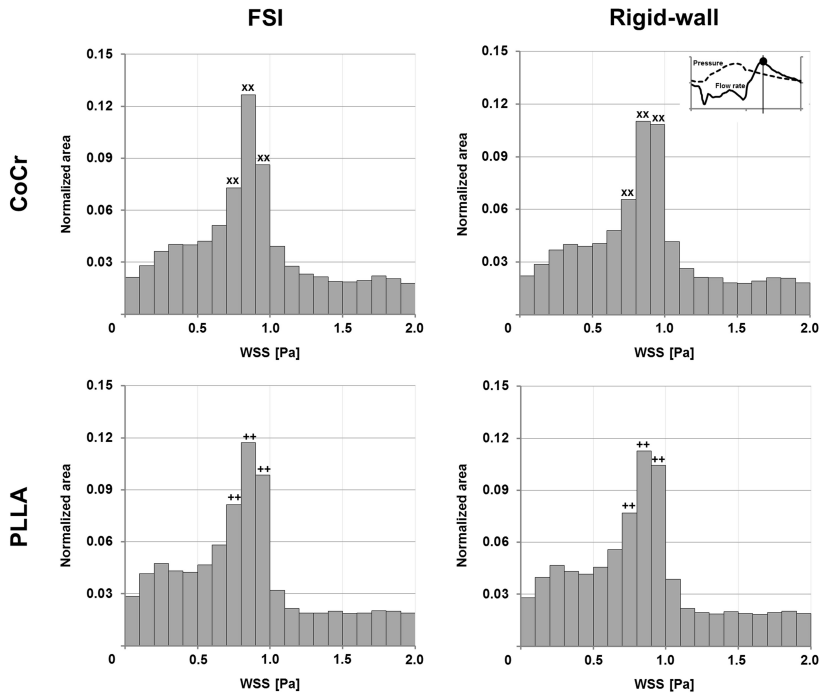 FSI
Rigid-wall
CoCr
PLLA
Normalized area
0.15
0.12
0.09
0.06
0.03
xx
xx
xx
0
0.5
1.0
1.5
2.0
WSS [Pa]
Normalized area
0.15
0.12
0.09
0.06
0.03
xx
xx
xx
Pressure
Flow rate
0
0.5
1.0
1.5
2.0
WSS [Pa]
Normalized area
0.15
0.12
0.09
0.06
0.03
++
++
++
0
0.5
1.0
1.5
2.0
WSS [Pa]
Normalized area
0.15
0.12
0.09
0.06
0.03
++
++
++
0
0.5
1.0
1.5
2.0
WSS [Pa]